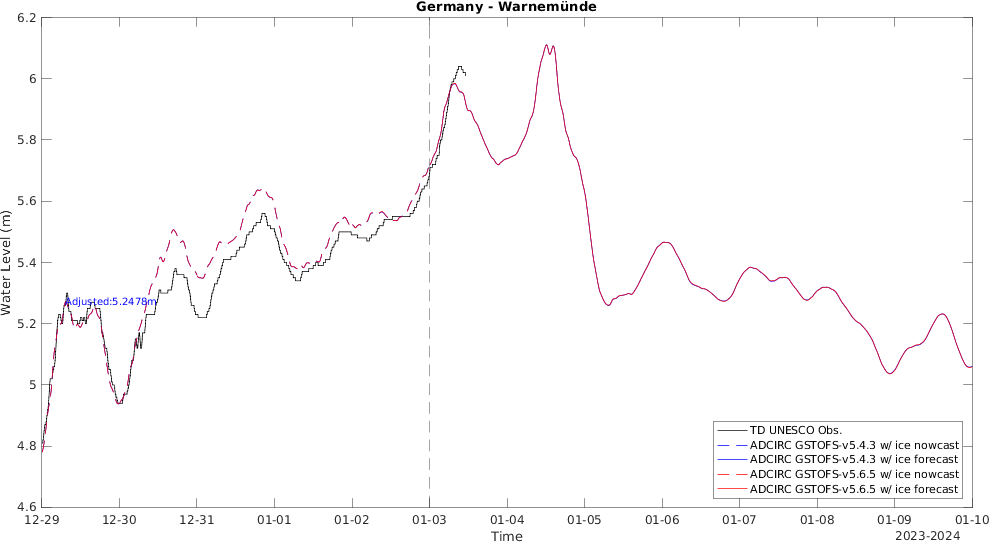 Germany - Warnemünde
6.2
6
5.8
5.6
5.4
5.2
5
4.8
4.6
Water Level (m)
Adjusted:5.2478m
TD UNESCO Obs.
ADCIRC GSTOFS-v5.4.3 w/ ice nowcast
ADCIRC GSTOFS-v5.4.3 w/ ice forecast
ADCIRC GSTOFS-v5.6.5 w/ ice nowcast
ADCIRC GSTOFS-v5.6.5 w/ ice forecast
12-29 12-30 12-31 01-01 01-02 01-03 01-04 01-05 01-06 01-07 01-08 01-09 01-10
Time
2023-2024